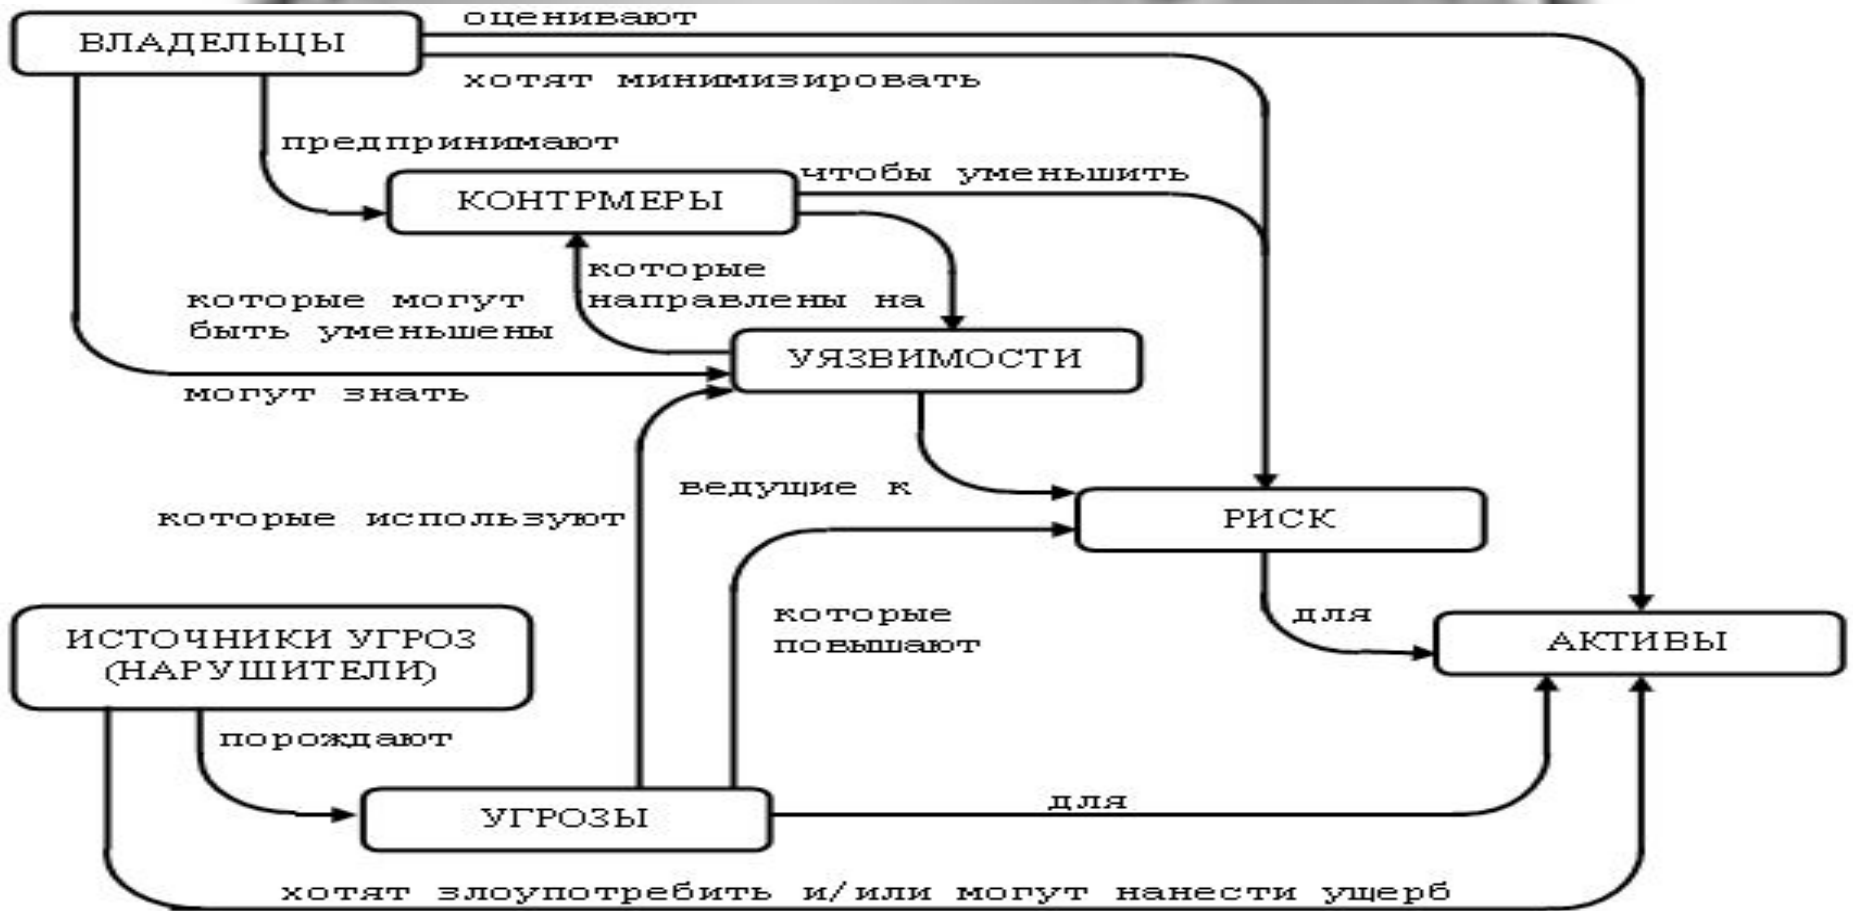 оценивают
ВЛАДЕЛЬЦЫ
хотят минимизировать
предпринимают
чтобы уменьшить
КОНТРМЕРЫ
которые
направлены на
которые могут
быть уменьшены
УЯЗВИМОСТИ
могут знать
ведущие к
которые используют
РИСК
которые
повышают
для
ИСТОЧНИКИ УГРОЗ
(НАРУШИТЕЛИ)
АКТИВЫ
порождают
для
УГРОЗЫ
хотят злоупотребить и/или могут нанести ущерб